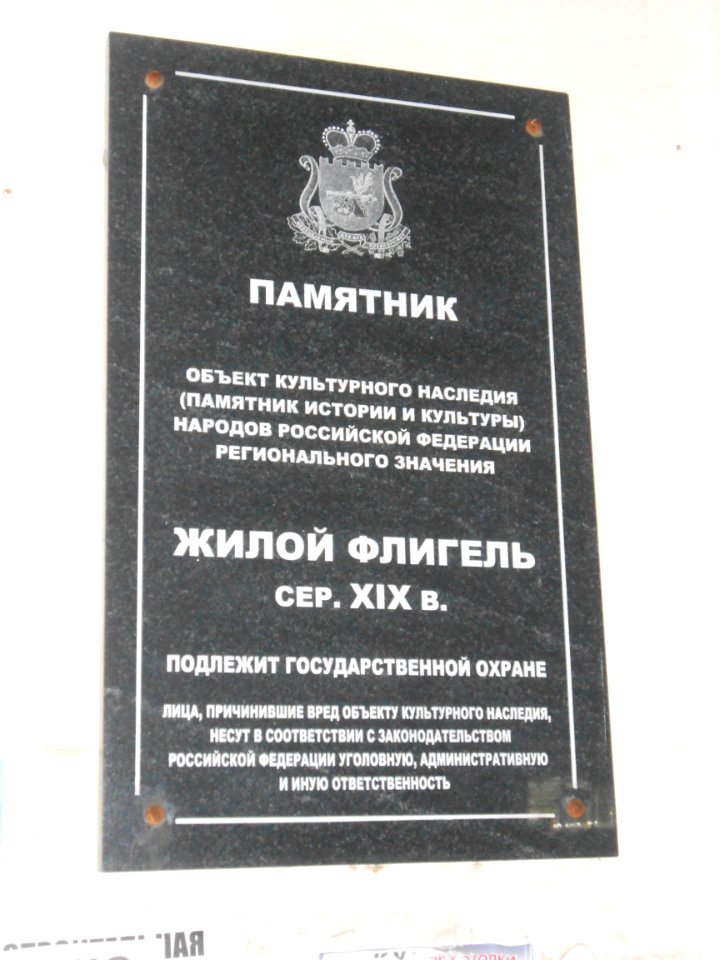 ПАМЯТНИК
ОБЪЕКТ КУЛЬТУРНОГО НАСЛЕДИЯ
(ПАМЯТНИК ИСТОРИИ И КУЛЬТУРЫ)
НАРОДОВ РОССИЙСКОЙ ФЕДЕРАЦИИ
РЕГИОНАЛЬНОГО ЗНАЧЕНИЯ
ЖИЛОЙ ФЛИГЕЛЬ
СЕР. XIX В.
ПОДЛЕЖИТ ГОСУДАРСТВЕННОЙ ОХРАНЕ
ЛИЦА, ПРИЧИНИВШИЕ ВРЕД ОБЪЕКТУ КУЛЬТУРНОГО НАСЛЕДИЯ,
НЕСУТ В СООТВЕТСТВИИ С ЗАКОНОДАТЕЛЬСТВОМ
РОССИЙСКОЙ ФЕДЕРАЦИИ УГОЛОВНУЮ, АДМИНИСТРАТИВНУЮ
И ИНУЮ ОТВЕТСТВЕННОСТЬ